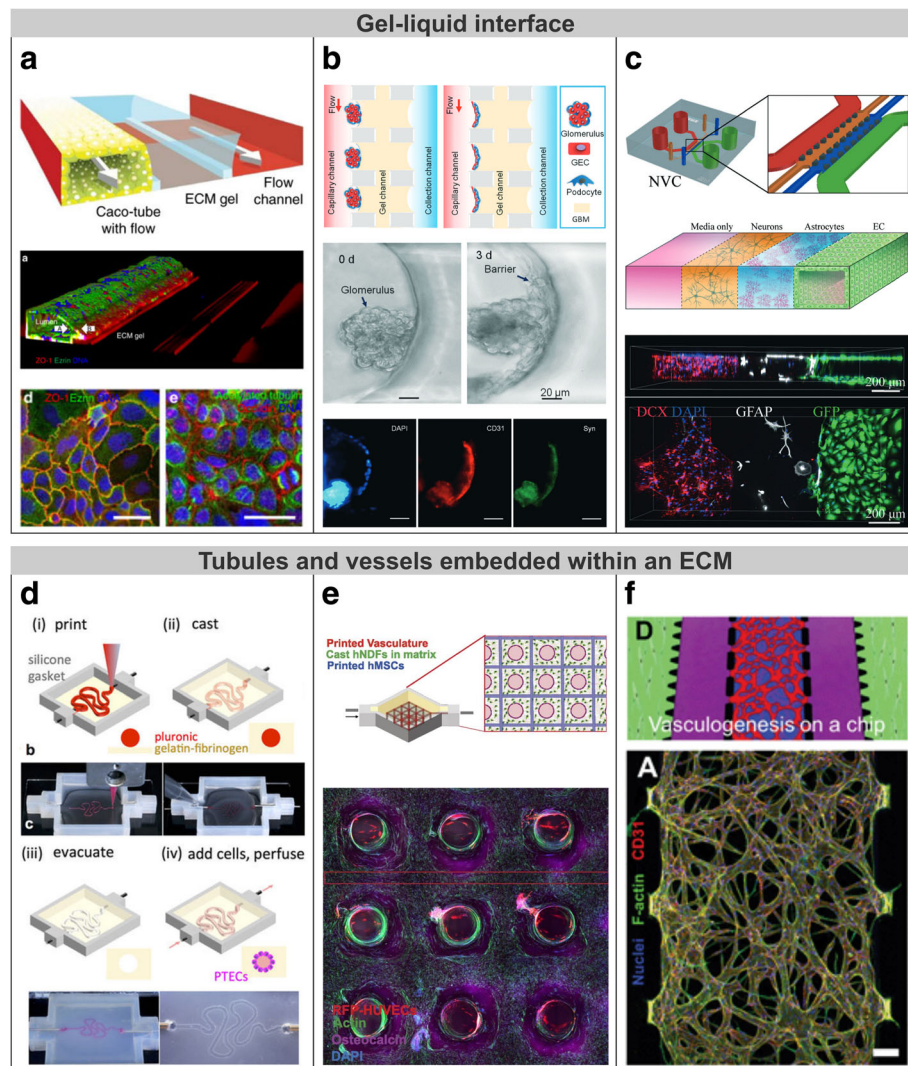 Gel-liquid interface
a
Caco-tube
with flow
ECM gel
Flow
channel
a
Lumen
A
B
ECM gel
ZO-1 Ezrin DNA
d
ZO-1 Ezrin
e
Acetylated tubulin
b
Flow
Flow
Capillary channel
Gel channel
Collection channel
Capillary channel
Gel channel
Collection channel
Glomerulus
GEC
Podocyte
GBM
0 d
Glomerulus
3 d
Barrier
20 µm
DAPI
CD31
Syn
c
NVC
Media only
Neurons
Astrocytes
EC
200 µm
DCX DAPI
GFAP
GFP
200 µm
Tubules and vessels embedded within an ECM
d
(i) print
(ii) cast
silicone
gasket
pluronic
gelatin-fibrinogen
b
c
(iii) evacuate
(iv) add cells, perfuse
PTECs
e
Printed Vasculature
Cast hNDFs in matrix
Printed hMSCs
RFP-HUVECs
Actin
Osteocalcin
DAPI
f
D
Vasculogenesis on a chip
A
Nuclei F-actin CD31